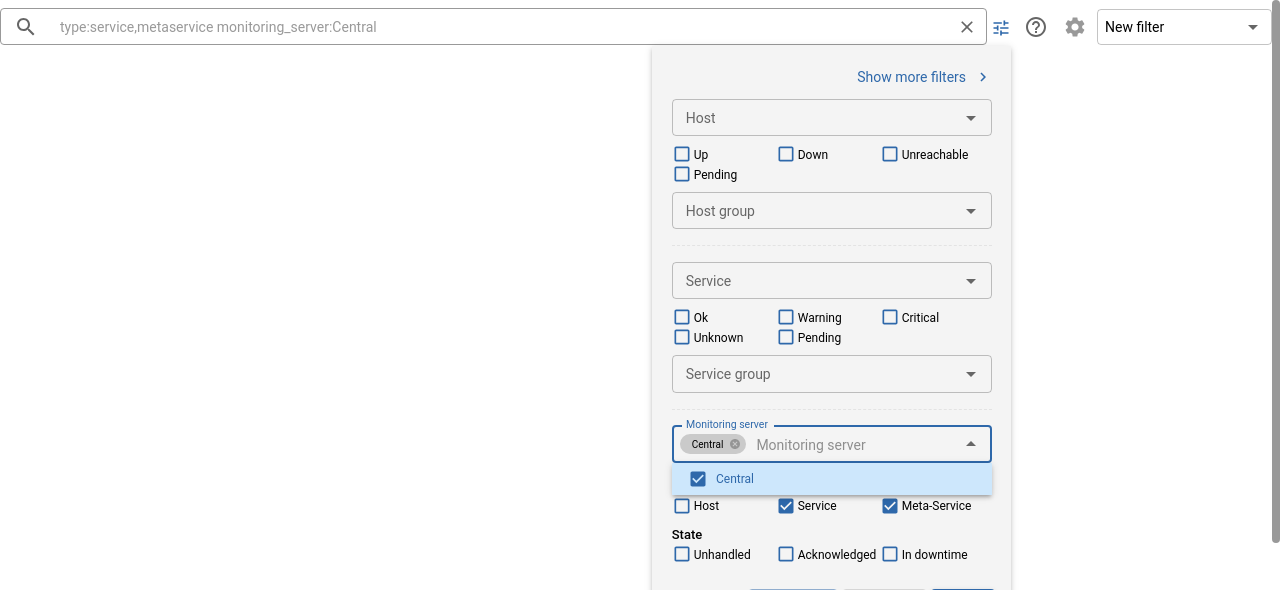 type:service,metaservice monitoring_server:Central
New filter
Show more filters
Host
Up Down Unreachable
Pending
Host group
Service
Ok Warning Critical
Unknown Pending
Service group
Monitoring server
Central Monitoring server
Central
Host Service Meta-Service
State
Unhandled Acknowledged In downtime